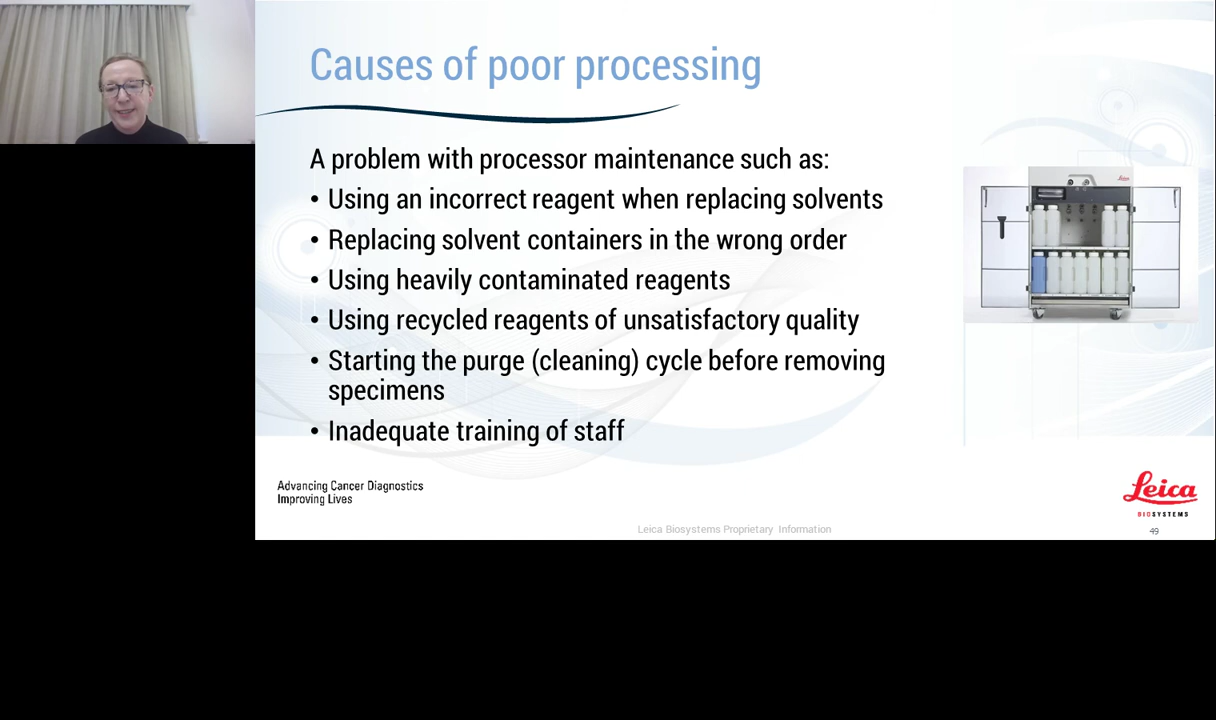 Causes of poor processing
A problem with processor maintenance such as:
• Using an incorrect reagent when replacing solvents
• Replacing solvent containers in the wrong order
• Using heavily contaminated reagents
• Using recycled reagents of unsatisfactory quality
• Starting the purge (cleaning) cycle before removing
specimens
• Inadequate training of staff
Advancing Cancer Diagnostics
Improving Lives
Leica
BIOSYSTEMS
Leica Biosystems Proprietary Information
49
Leica